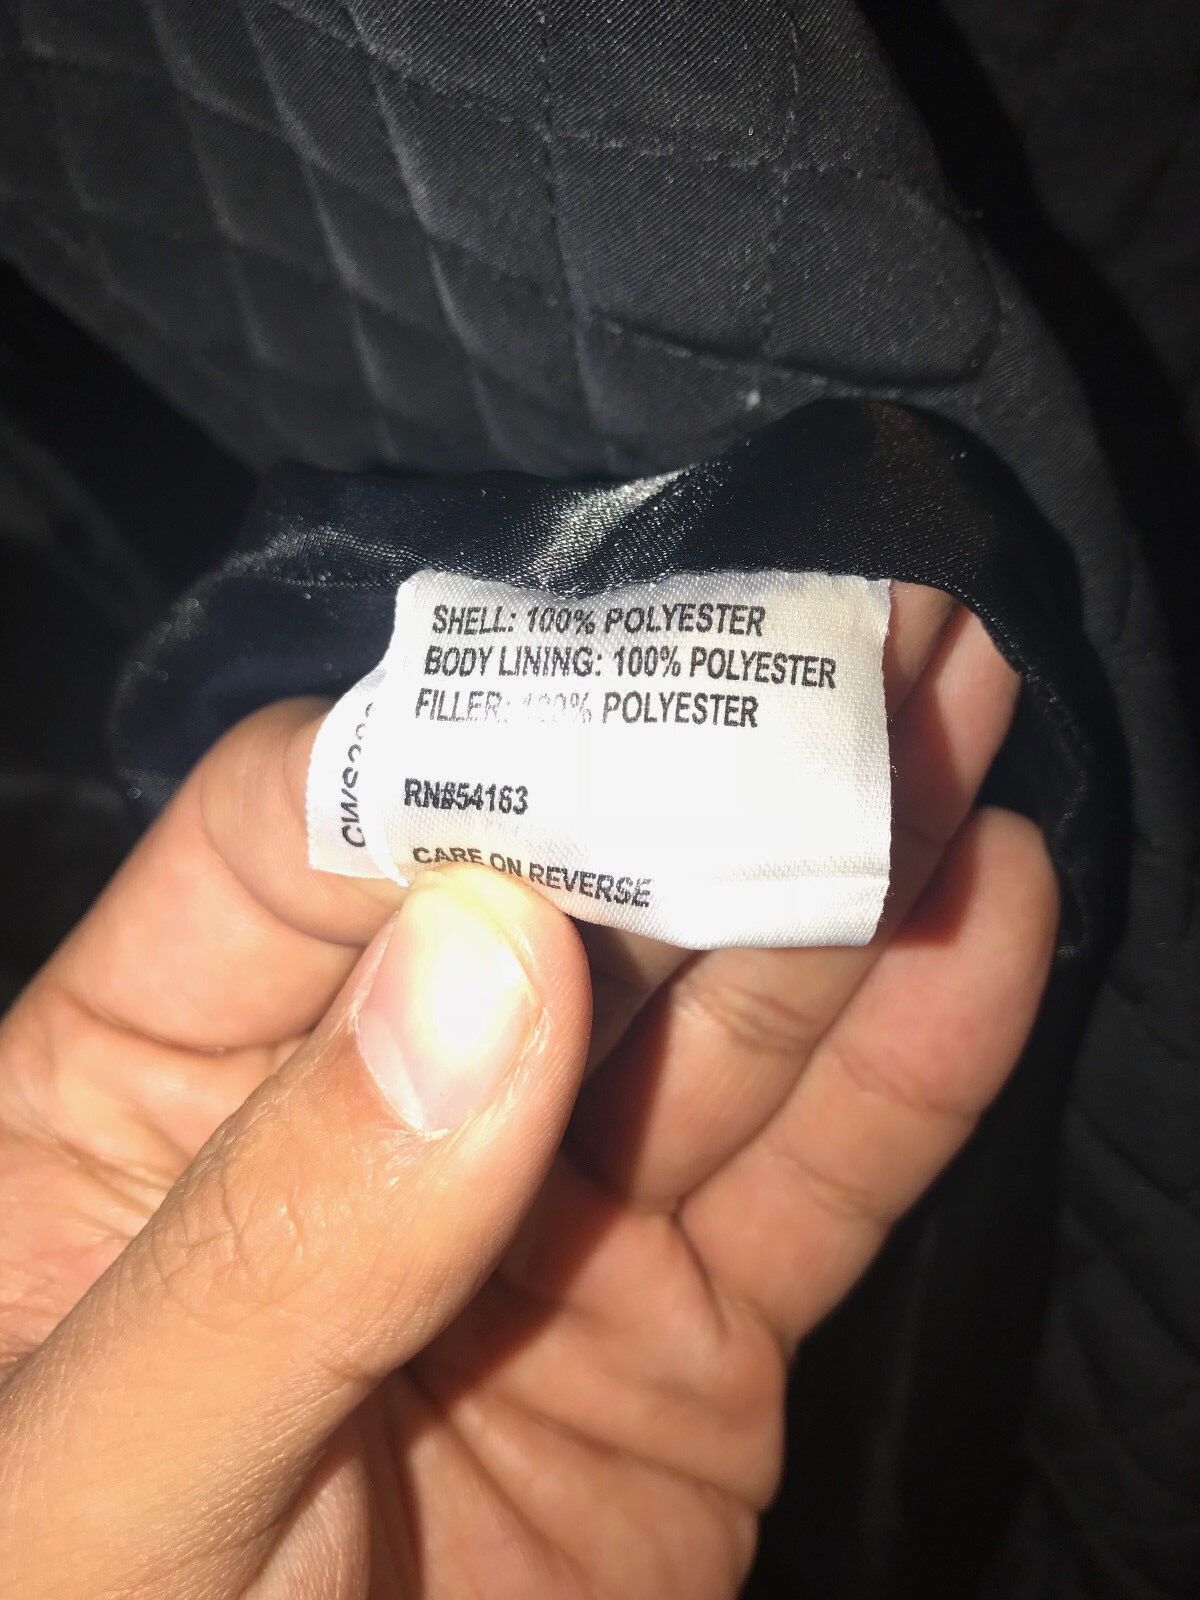 SHELL: 100% POLYESTER
BODY LINING: 100% POLYESTER
FILLER: 100% POLYESTER
RN#54163
CARE ON REVERSE